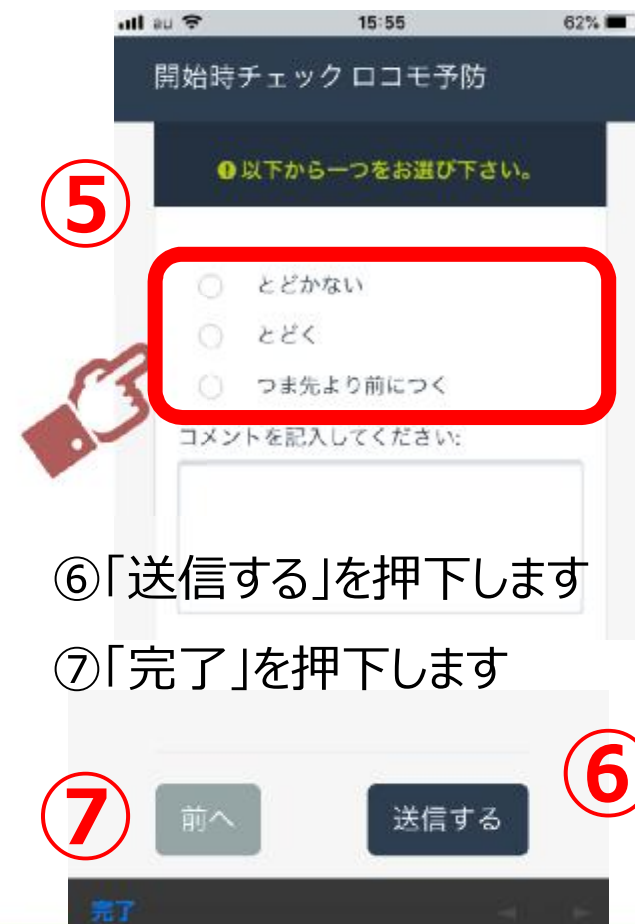 au 15:55 62%
開始時チェック ロコモ予防
以下から一つをお選び下さい。
⑤
とどかない
とどく
つま先より前につく
コメントを記入してください:
⑥「送信する」を押下します
⑦「完了」を押下します
⑥
⑦
前へ 送信する
完了